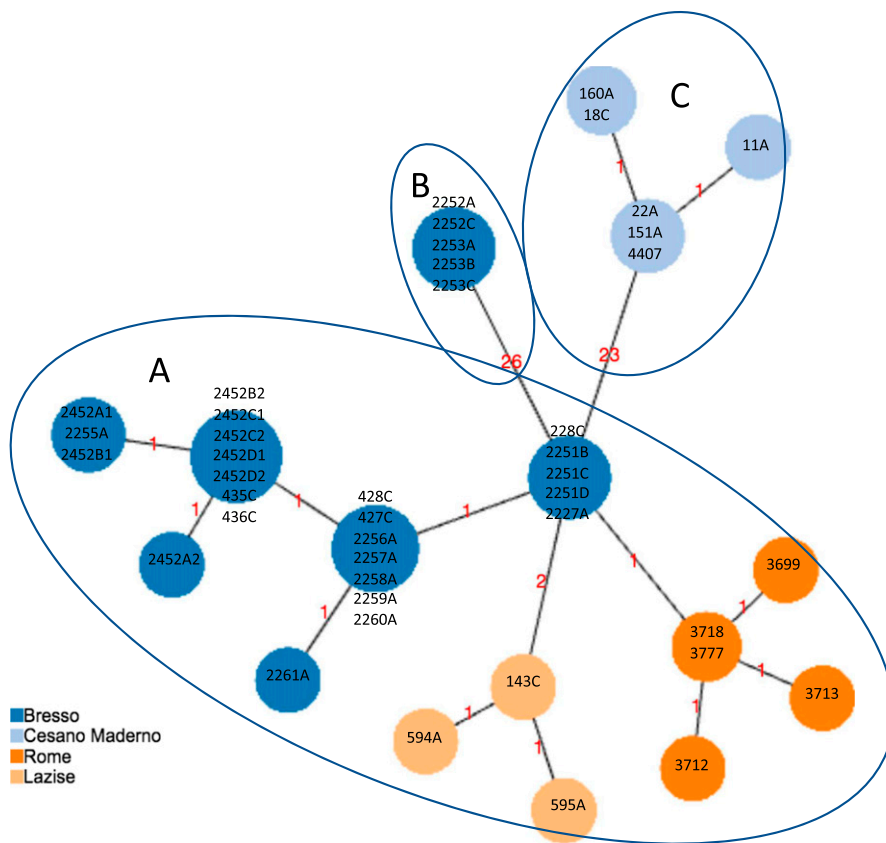 C
160A
18C
11A
1
1
22A
151A
4407
B
2252A
2252C
2253A
2253B
2253C
26
23
A
2452A1
2255A
2452B1
1
2452B2
2452C1
2452C2
2452D1
2452D2
435C
436C
1
2452A2
1
428C
427C
2256A
2257A
2258A
2259A
2260A
1
228C
2251B
2251C
2251D
2227A
1
2261A
2
143C
1
594A
1
595A
1
3718
3777
1
3699
1
3713
1
3712
Bresso
Cesano Maderno
Rome
Lazise